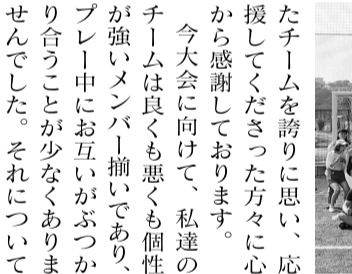 たチームを誇りに思い、応
援してくださった方々に心
から感謝しております。
今大会に向けて、私達の
チームは良くも悪くも個性
が強いメンバー揃いであり、
プレー中にお互いがぶつか
り合うことが少なくありま
せんでした。それについて